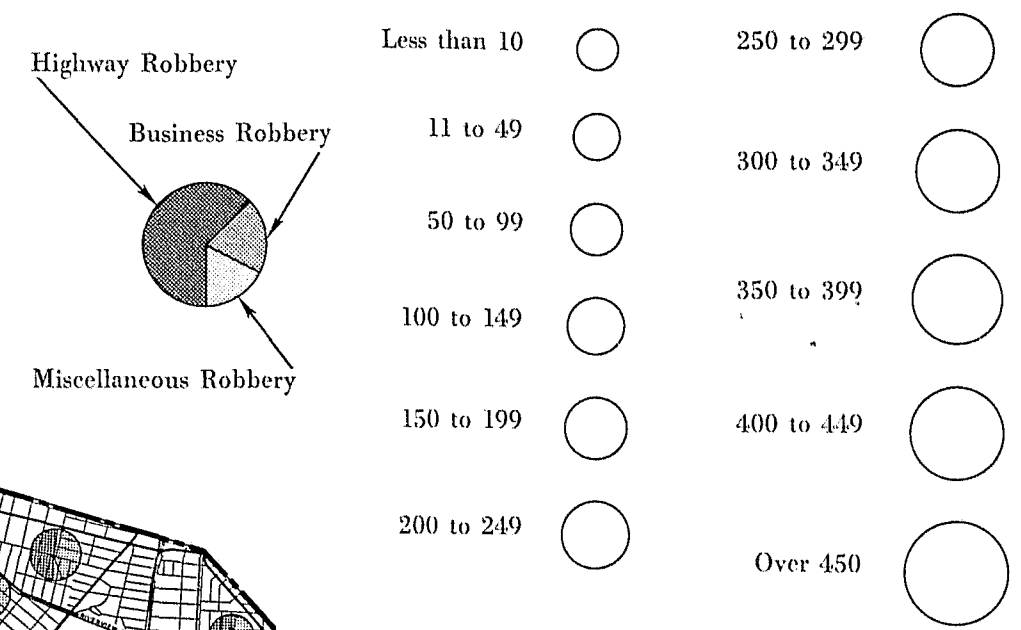 Highway Robbery
Business Robbery
Miscellaneous Robbery
Less than 10
11 to 49
50 to 99
100 to 149
150 to 199
200 to 249
250 to 299
300 to 349
350 to 399
400 to 449
Over 450